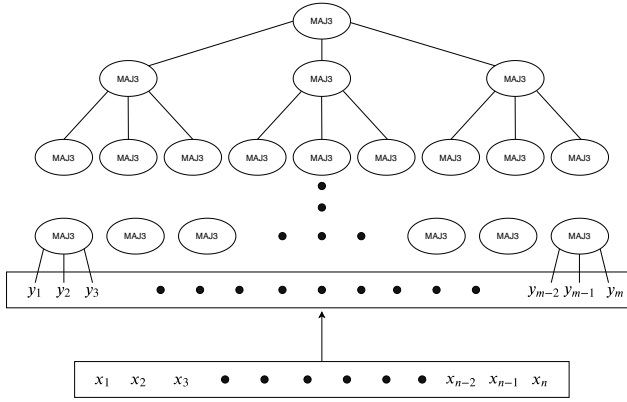 MAJ3
MAJ3 MAJ3 MAJ3
MAJ3 MAJ3 MAJ3 MAJ3 MAJ3 MAJ3 MAJ3 MAJ3 MAJ3
MAJ3 MAJ3 MAJ3 MAJ3 MAJ3 MAJ3
y₁ y₂ y₃ yₘ₋₂ yₘ₋₁ yₘ
x₁ x₂ x₃ xₙ₋₂ xₙ₋₁ xₙ